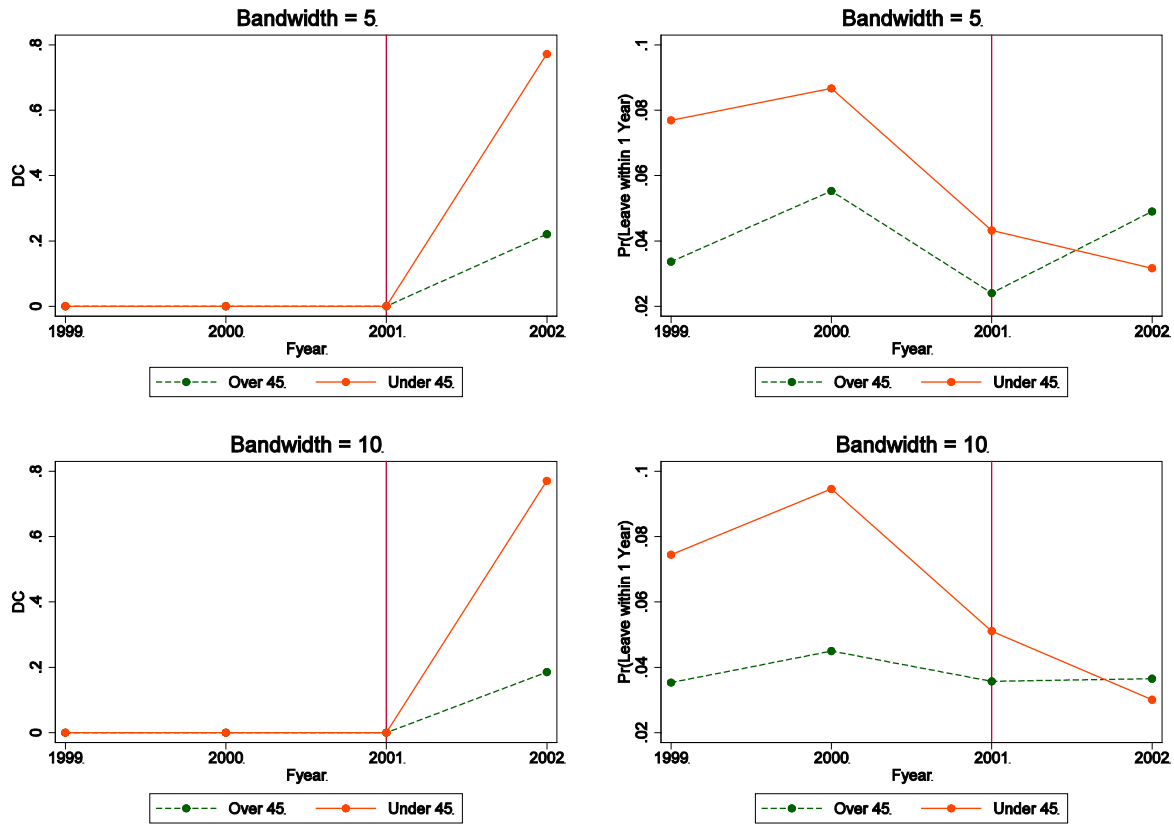 Bandwidth = 5.
DC
0 .2 .4 .6 .8
1999. 2000. 2001. 2002.
Fyear.
Over 45. Under 45.
Bandwidth = 5.
Pr(Leave within 1 Year)
.02 .04 .06 .08 .1
1999. 2000. 2001. 2002.
Fyear.
Over 45. Under 45.
Bandwidth = 10.
DC
0 .2 .4 .6 .8
1999. 2000. 2001. 2002.
Fyear.
Over 45. Under 45.
Bandwidth = 10.
Pr(Leave within 1 Year)
.02 .04 .06 .08 .1
1999. 2000. 2001. 2002.
Fyear.
Over 45. Under 45.